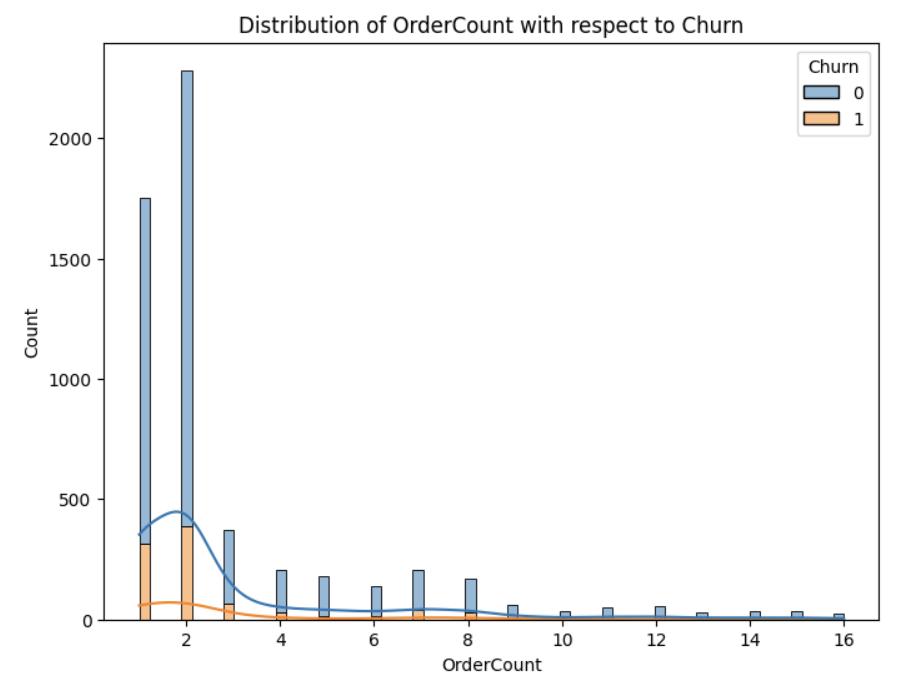 Distribution of OrderCount with respect to Churn
Churn
0
1
Count
2000
1500
1000
500
0
2 4 6 8 10 12 14 16
OrderCount